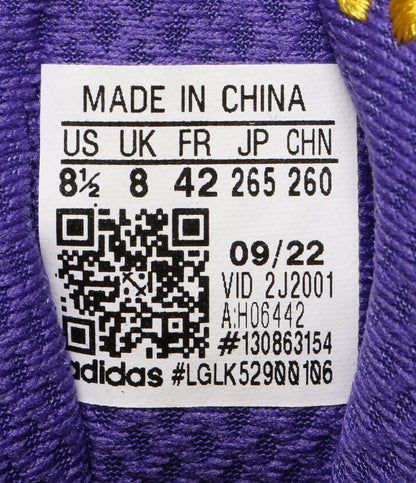 MADE IN CHINA
US UK FR JP CHN
8½ 8 42 265 260
09/22
VID 2J2001
A:H06442
#130863154
adidas #LGLK52900106